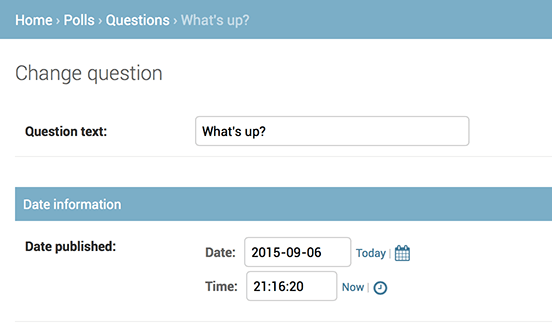 Home › Polls › Questions › What's up?
Change question
Question text: What's up?
Date information
Date published: Date: 2015-09-06 Today |
Time: 21:16:20 Now |